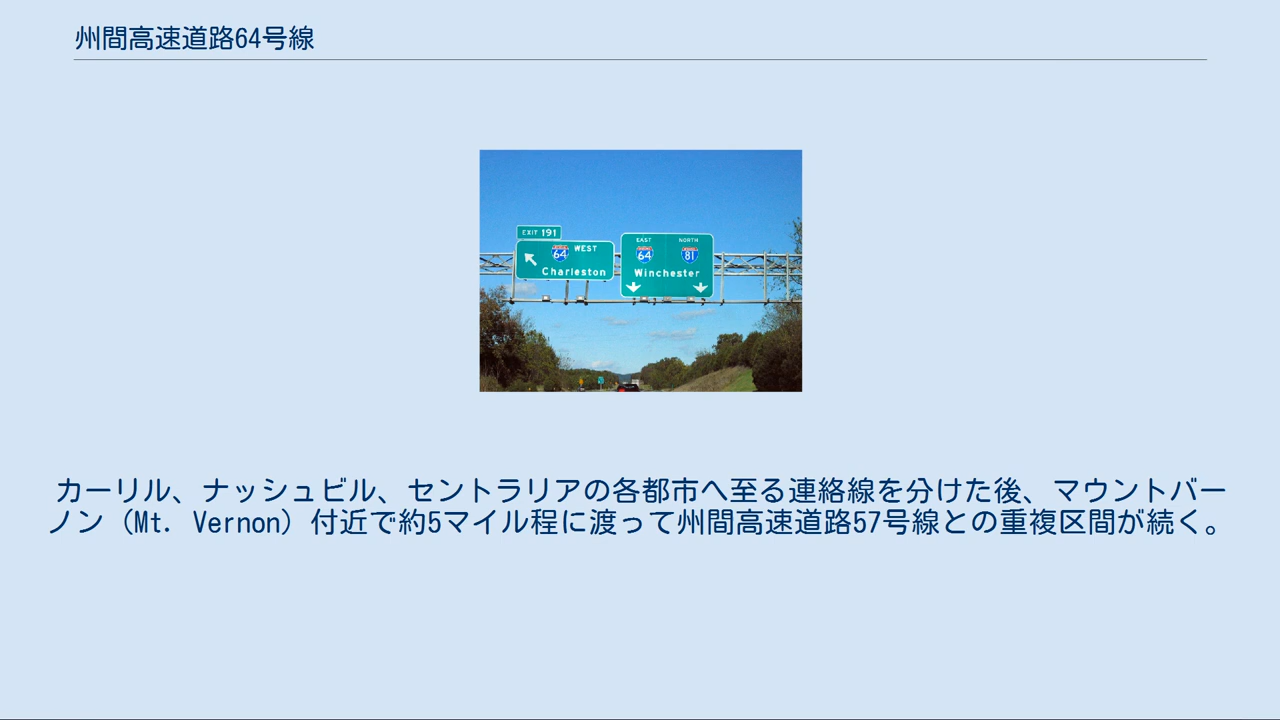 州間高速道路64号線
EXIT 191
64 WEST
Charleston
EAST NORTH
64 81
Winchester
カーリル、ナッシュビル、セントラリアの各都市へ至る連絡線を分けた後、マウントバー
ノン（Mt. Vernon）付近で約5マイル程に渡って州間高速道路57号線との重複区間が続く。